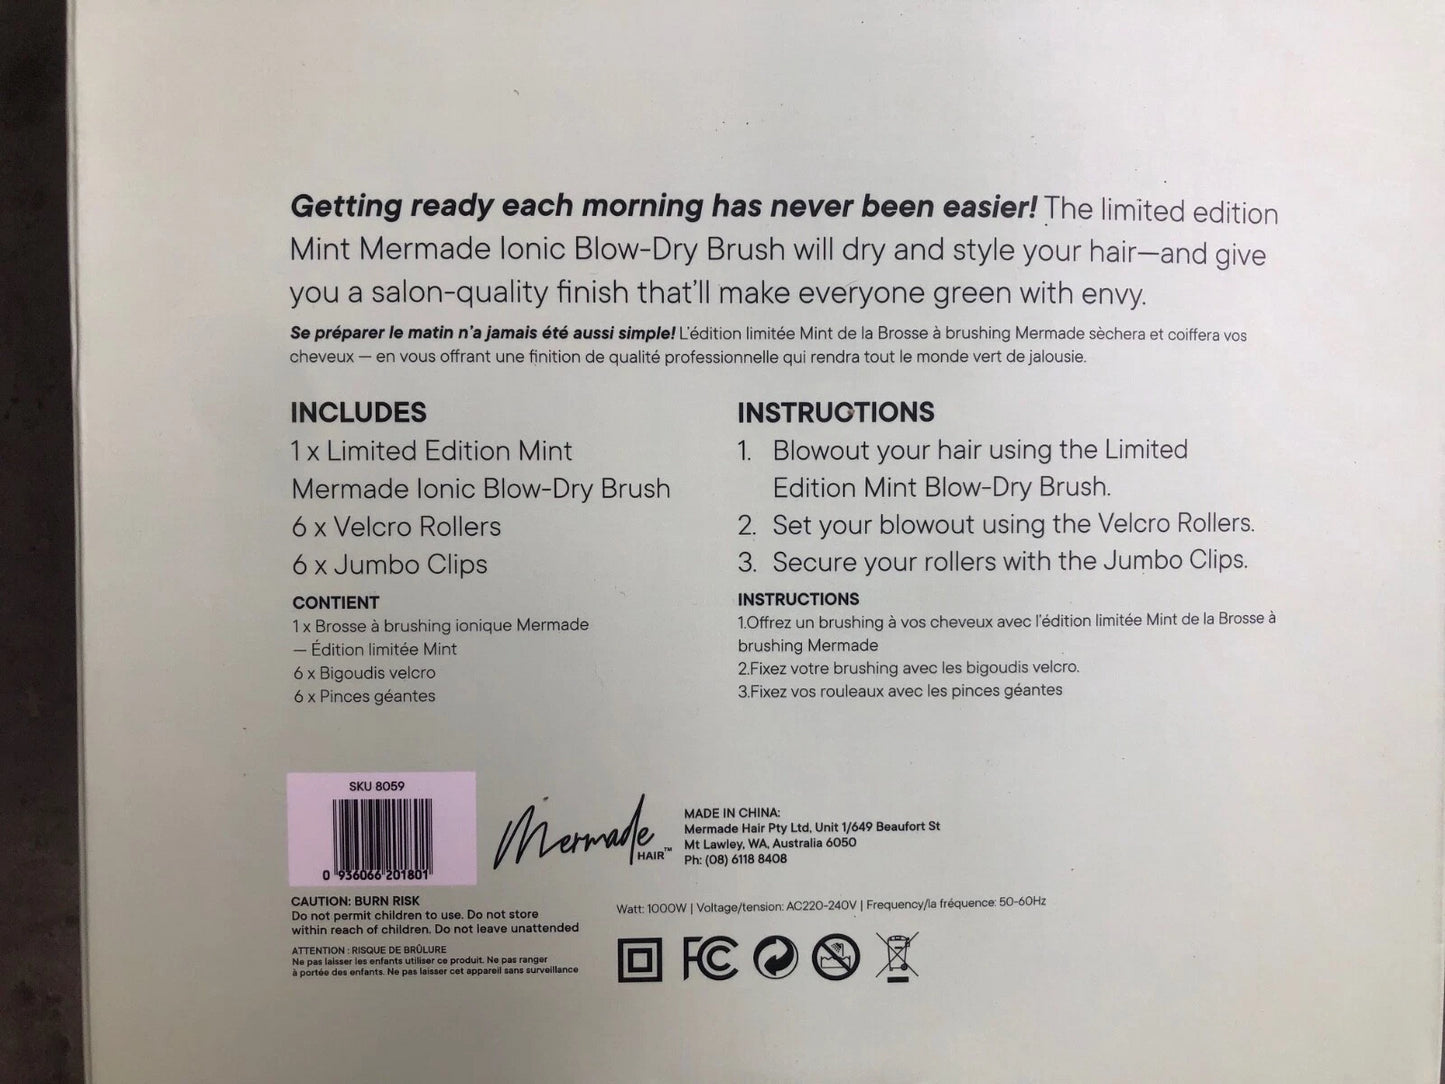 Getting ready each morning has never been easier! The limited edition
Mint Mermade Ionic Blow-Dry Brush will dry and style your hair—and give
you a salon-quality finish that'll make everyone green with envy.
Se préparer le matin n'a jamais été aussi simple! L'édition limitée Mint de la Brosse à brushing Mermade sèchera et coiffera vos
cheveux — en vous offrant une finition de qualité professionnelle qui rendra tout le monde vert de jalousie.
INCLUDES
1 x Limited Edition Mint
Mermade Ionic Blow-Dry Brush
6 x Velcro Rollers
6 x Jumbo Clips
CONTIENT
1 x Brosse à brushing ionique Mermade
— Édition limitée Mint
6 x Bigoudis velcro
6 x Pinces géantes
INSTRUCTIONS
1. Blowout your hair using the Limited
Edition Mint Blow-Dry Brush.
2. Set your blowout using the Velcro Rollers.
3. Secure your rollers with the Jumbo Clips.
INSTRUCTIONS
1.Offrez un brushing à vos cheveux avec l'édition limitée Mint de la Brosse à
brushing Mermade
2.Fixez votre brushing avec les bigoudis velcro.
3.Fixez vos rouleaux avec les pinces géantes
SKU 8059
0 936066 201801
Mermade
HAIR™
MADE IN CHINA:
Mermade Hair Pty Ltd, Unit 1/649 Beaufort St
Mt Lawley, WA, Australia 6050
Ph: (08) 6118 8408
CAUTION: BURN RISK
Do not permit children to use. Do not store
within reach of children. Do not leave unattended
ATTENTION : RISQUE DE BRÛLURE
Ne pas laisser les enfants utiliser ce produit. Ne pas ranger
à portée des enfants. Ne pas laisser cet appareil sans surveillance
Watt: 1000W | Voltage/tension: AC220-240V | Frequency/la fréquence: 50-60Hz
FC